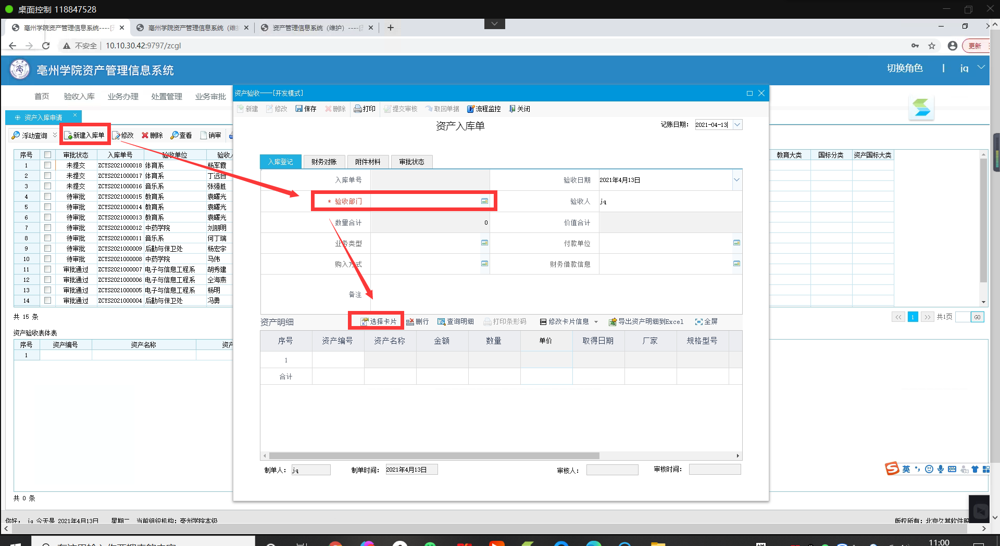 桌面控制 118847528
亳州学院资产管理信息系统----[
亳州学院资产管理信息系统（维
资产管理信息系统（维护）----[
不安全 10.10.30.42:9797/zcgl
更新
亳州学院资产管理信息系统
切换角色 | jq
首页 验收入库 业务办理 处置管理 业务审批
资产入库申请
浮动查询 新建入库单 修改 删除 查看 销审
序号 审批状态 入库单号 验收单位 验收人
1 未提交 ZCYS2021000018 体育系 杨军霞
2 未提交 ZCYS2021000017 体育系 丁远台
3 未提交 ZCYS2021000016 音乐系 张强胜
4 待审批 ZCYS2021000015 教育系 袁曙光
5 待审批 ZCYS2021000014 教育系 袁曙光
6 待审批 ZCYS2021000013 教育系 袁曙光
7 待审批 ZCYS2021000012 中药学院 刘朋明
8 待审批 ZCYS2021000011 音乐系 何丁瑞
9 待审批 ZCYS2021000009 后勤与保卫处 杨宏宇
10 待审批 ZCYS2021000008 中药学院 马伟
11 审批通过 ZCYS2021000007 电子与信息工程系 胡秀建
12 审批通过 ZCYS2021000006 电子与信息工程系 仝海燕
13 审批通过 ZCYS2021000005 电子与信息工程系 杨明
14 审批通过 ZCYS2021000004 后勤与保卫处 冯勇
共 15 条
资产验收表体表
序号 资产编号 资产名称 资产
1
共 0 条
教育大类 国标分类 资产国标大类
<< 1 >> 共1页 GO
资产验收——[开发模式]
新建 修改 保存 删除 打印 提交审核 取回单据 流程监控 关闭
资产入库单
记账日期： 2021-04-13
入库登记 财务对账 附件材料 审批状态
入库单号 验收日期 2021年4月13日
* 验收部门 验收人 jq
数量合计 0 价值合计
业务类型 付款单位
购入方式 财务借款信息
备注
资产明细 选择卡片 删行 查询明细 打印条形码 修改卡片信息 导出资产明细到Excel 全屏
序号 资产编号 资产名称 金额 数量 单价 取得日期 厂家 规格型号
1
合计
制单人： jq 制单时间： 2021年4月13日 审核人： 审核时间：
英
你好， jq 今天是 2021年4月13日 星期二 当前组织机构：亳州学院本级
版权所有：北京久其软件股
在这里输入你要搜索的内容
11:00